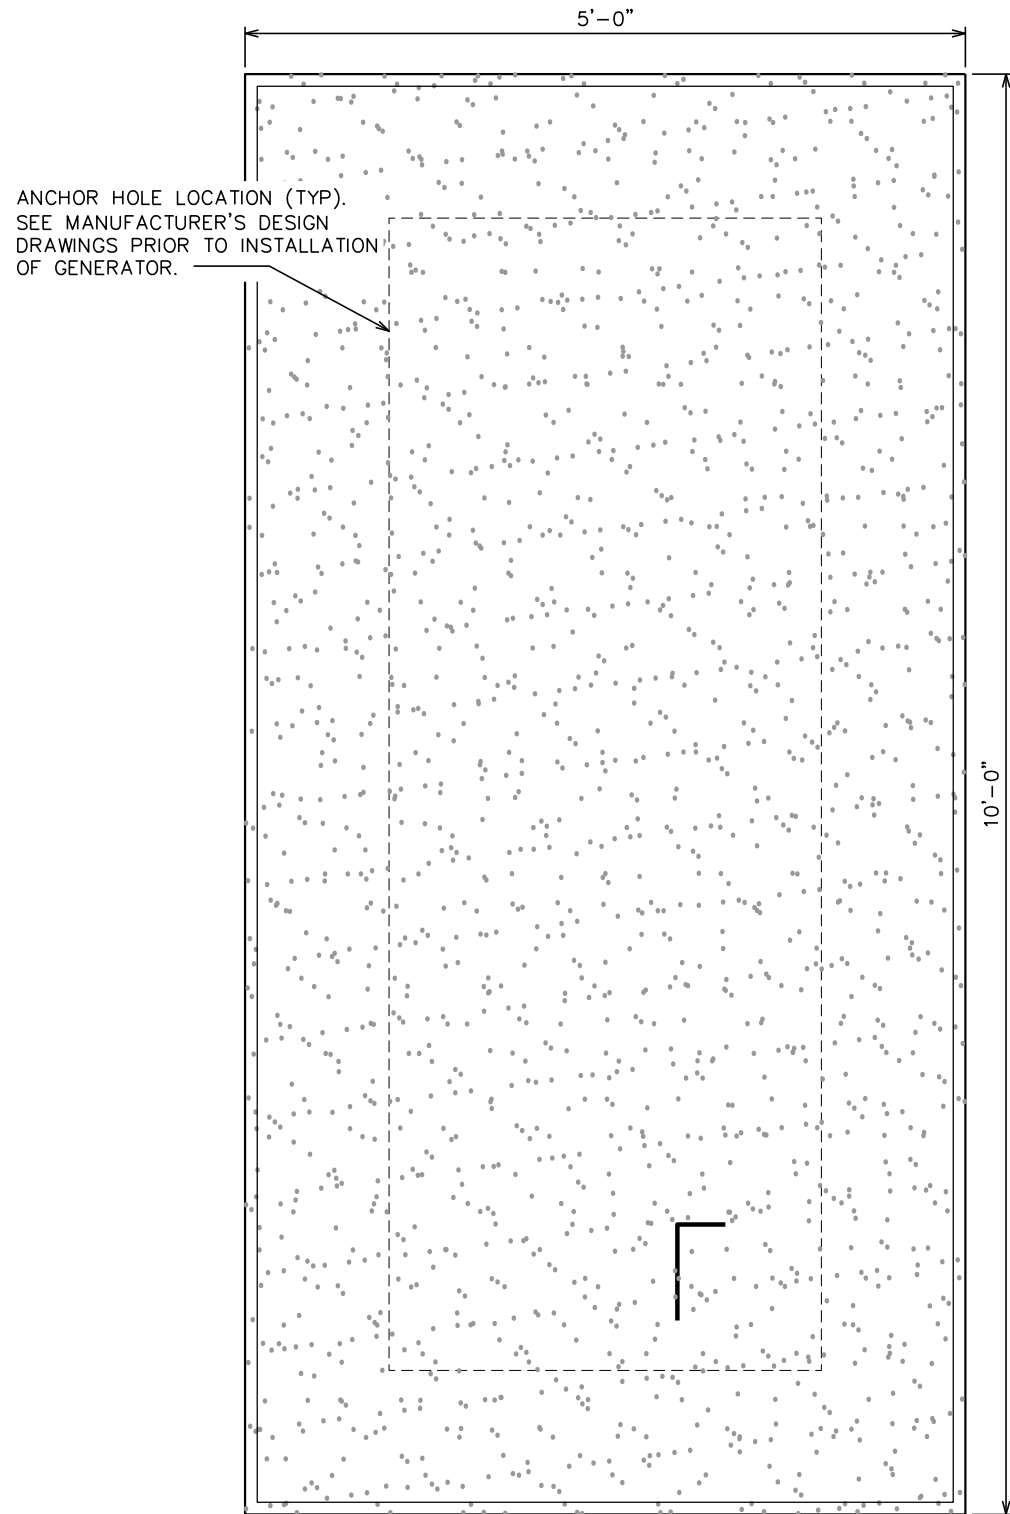 5'-0"
ANCHOR HOLE LOCATION (TYP).
SEE MANUFACTURER'S DESIGN
DRAWINGS PRIOR TO INSTALLATION
OF GENERATOR.
10'-0"